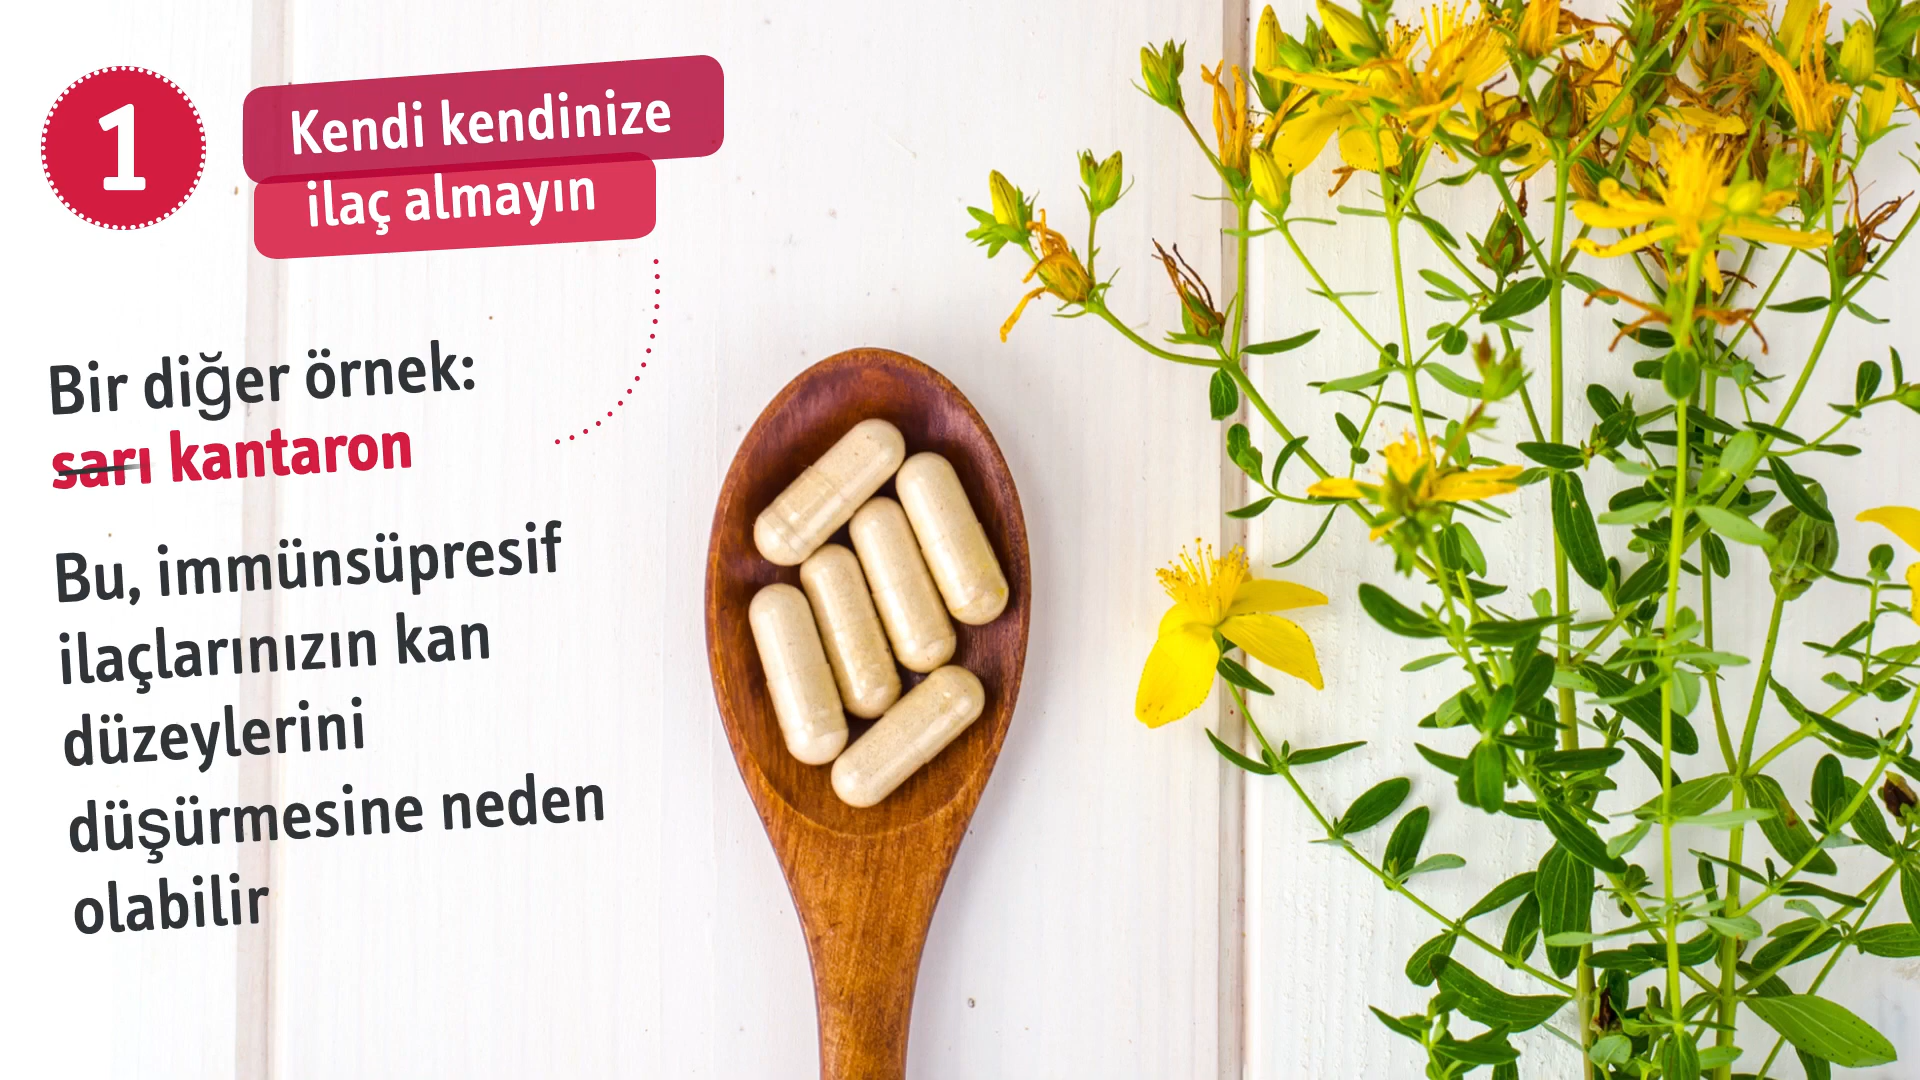 1
Kendi kendinize
ilaç almayın
Bir diğer örnek:
sarı kantaron
Bu, immünsüpresif
ilaçlarınızın kan
düzeylerini
düşürmesine neden
olabilir